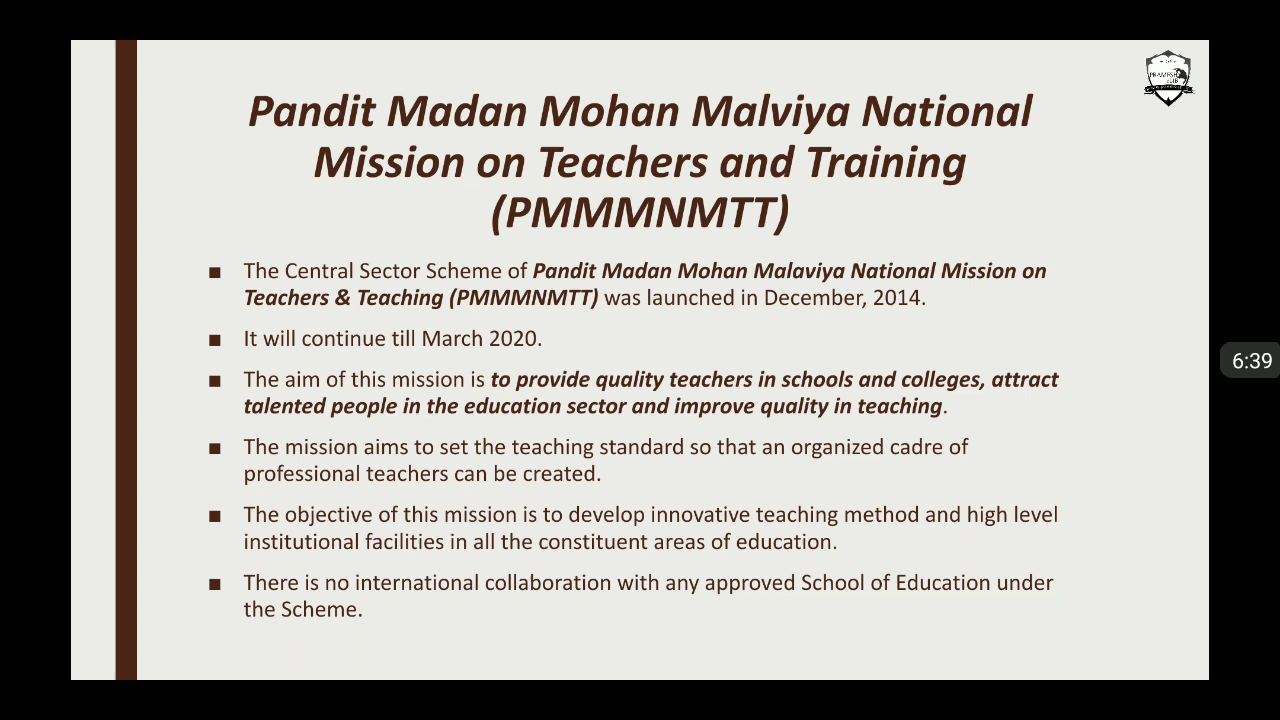 Pandit Madan Mohan Malviya National
Mission on Teachers and Training
(PMMMNMTT)
■ The Central Sector Scheme of Pandit Madan Mohan Malaviya National Mission on
Teachers & Teaching (PMMMNMTT) was launched in December, 2014.
■ It will continue till March 2020.
■ The aim of this mission is to provide quality teachers in schools and colleges, attract
talented people in the education sector and improve quality in teaching.
■ The mission aims to set the teaching standard so that an organized cadre of
professional teachers can be created.
■ The objective of this mission is to develop innovative teaching method and high level
institutional facilities in all the constituent areas of education.
■ There is no international collaboration with any approved School of Education under
the Scheme.
6:39